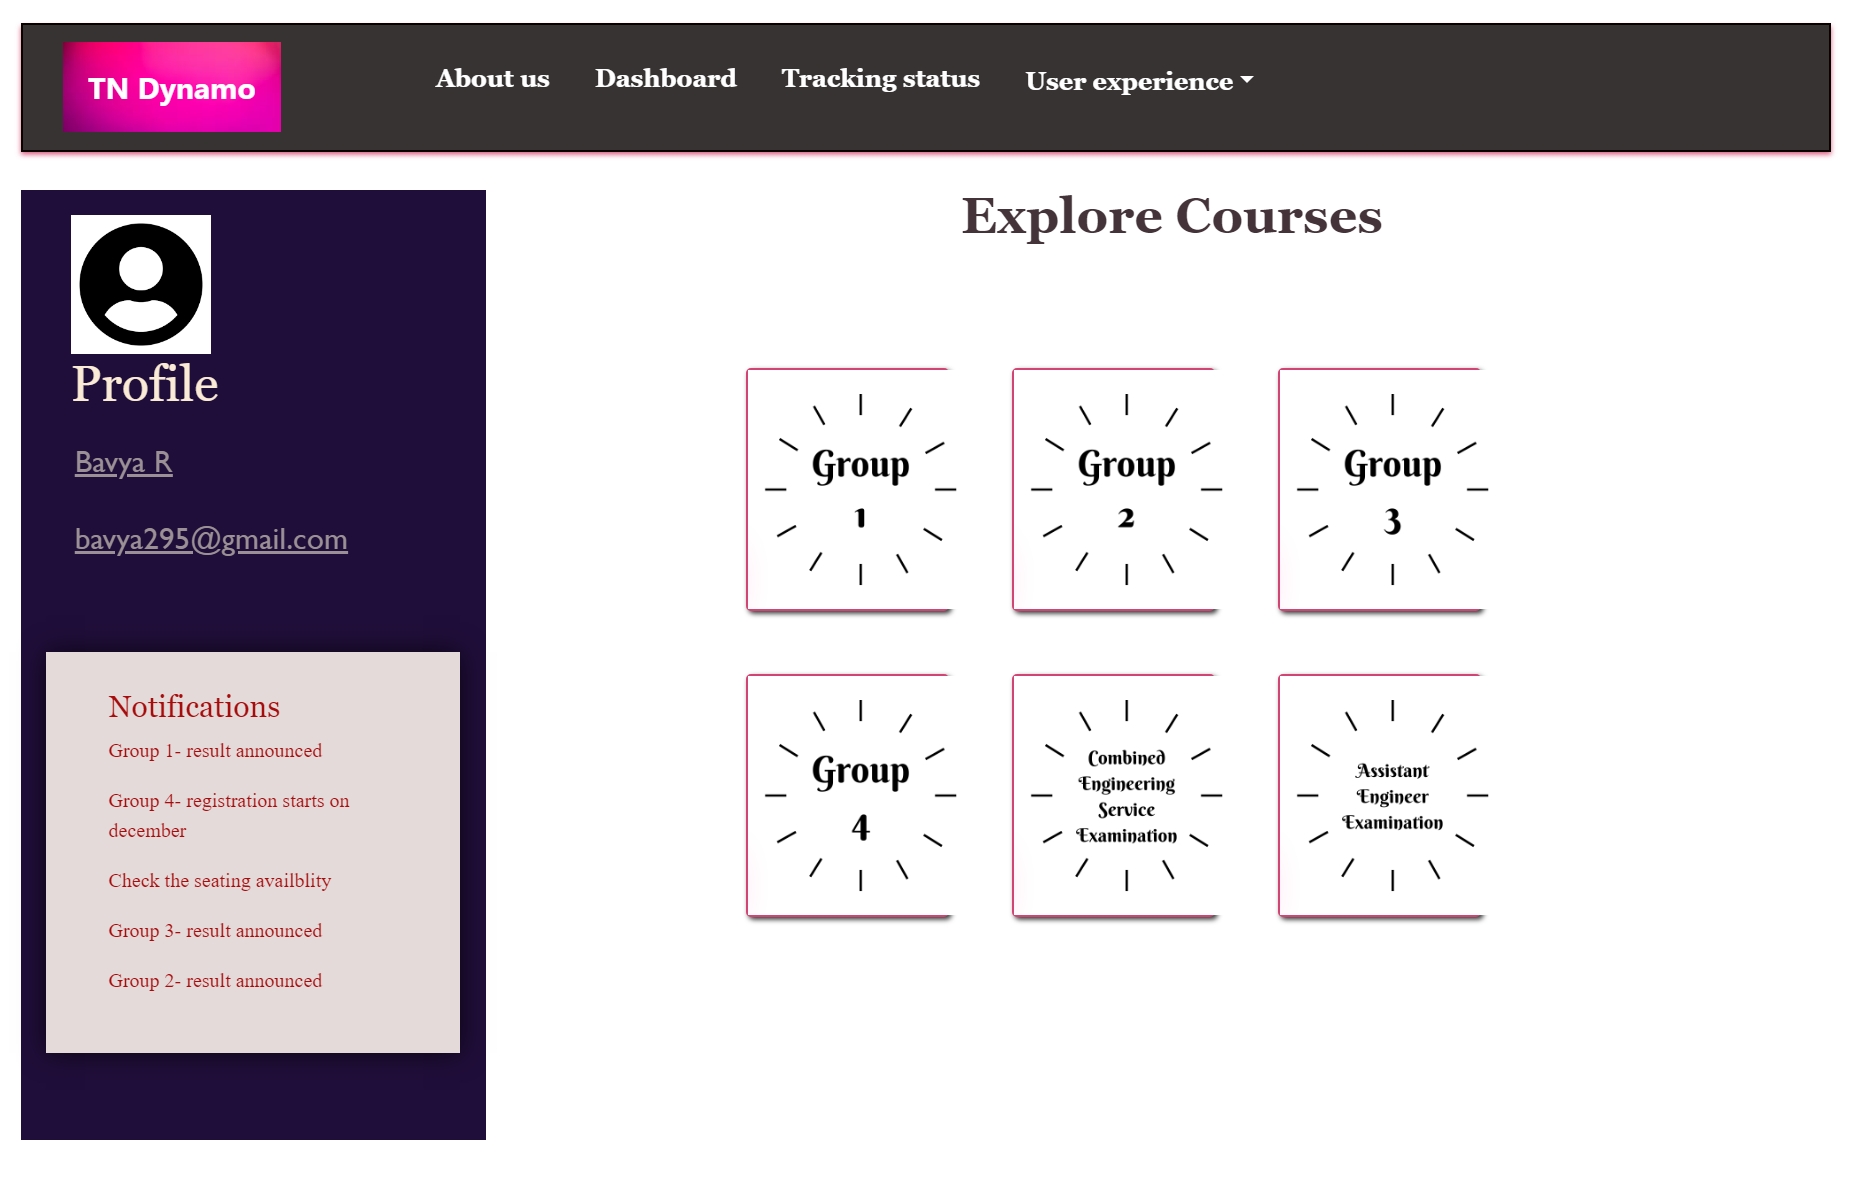 TN Dynamo
About us
Dashboard
Tracking status
User experience
Profile
Bavya R
bavya295@gmail.com
Notifications
Group 1- result announced
Group 4- registration starts on
december
Check the seating availblity
Group 3- result announced
Group 2- result announced
Explore Courses
Group
1
Group
2
Group
3
Group
4
Combined
Engineering
Service
Examination
Assistant
Engineer
Examination